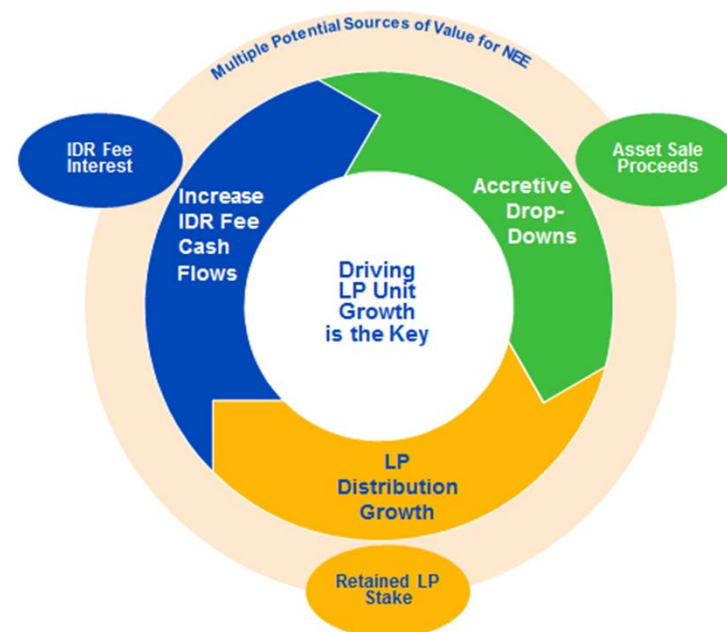 Multiple Potential Sources of Value for NEE
IDR Fee
Interest
Asset Sale
Proceeds
Increase
IDR Fee
Cash
Flows
Accretive
Drop-
Downs
Driving
LP Unit
Growth
is the Key
LP
Distribution
Growth
Retained LP
Stake